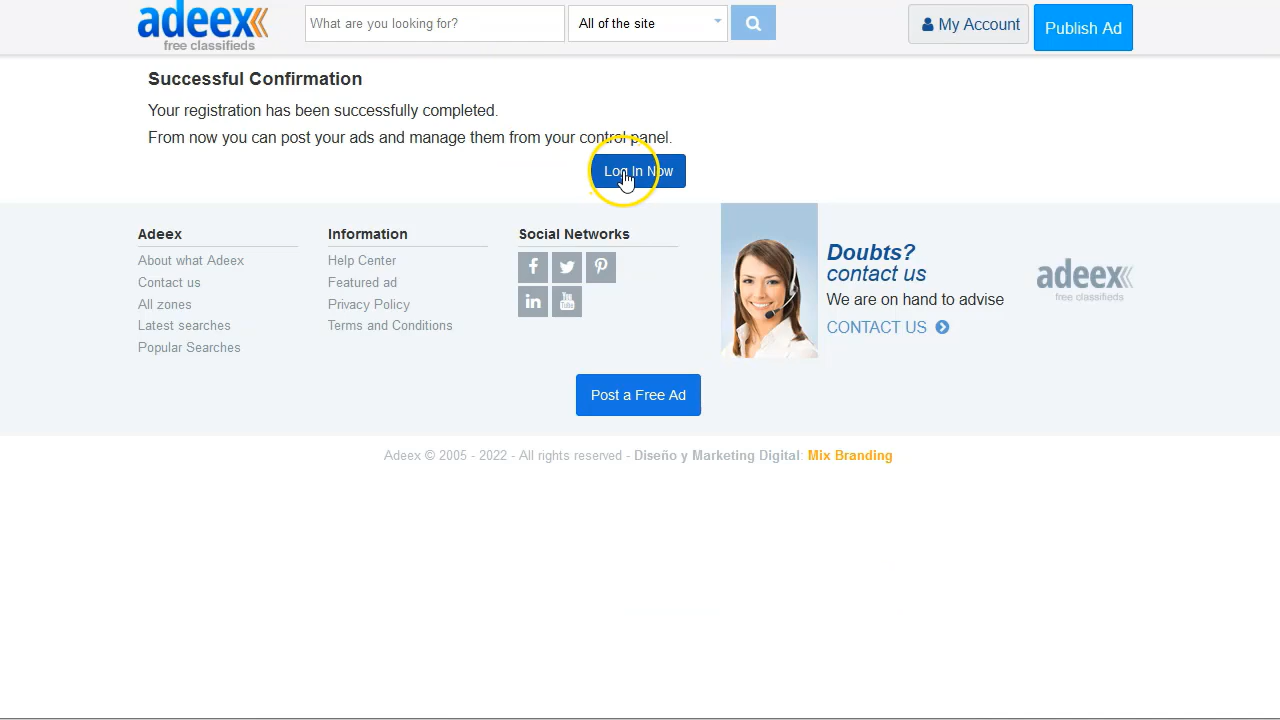 adeex
free classifieds
What are you looking for?
All of the site
My Account
Publish Ad
Successful Confirmation
Your registration has been successfully completed.
From now you can post your ads and manage them from your control panel.
Log In Now
Adeex
About what Adeex
Contact us
All zones
Latest searches
Popular Searches
Information
Help Center
Featured ad
Privacy Policy
Terms and Conditions
Social Networks
You Tube
Doubts?
contact us
We are on hand to advise
CONTACT US
adeex
free classifieds
Post a Free Ad
Adeex © 2005 - 2022 - All rights reserved - Diseño y Marketing Digital: Mix Branding